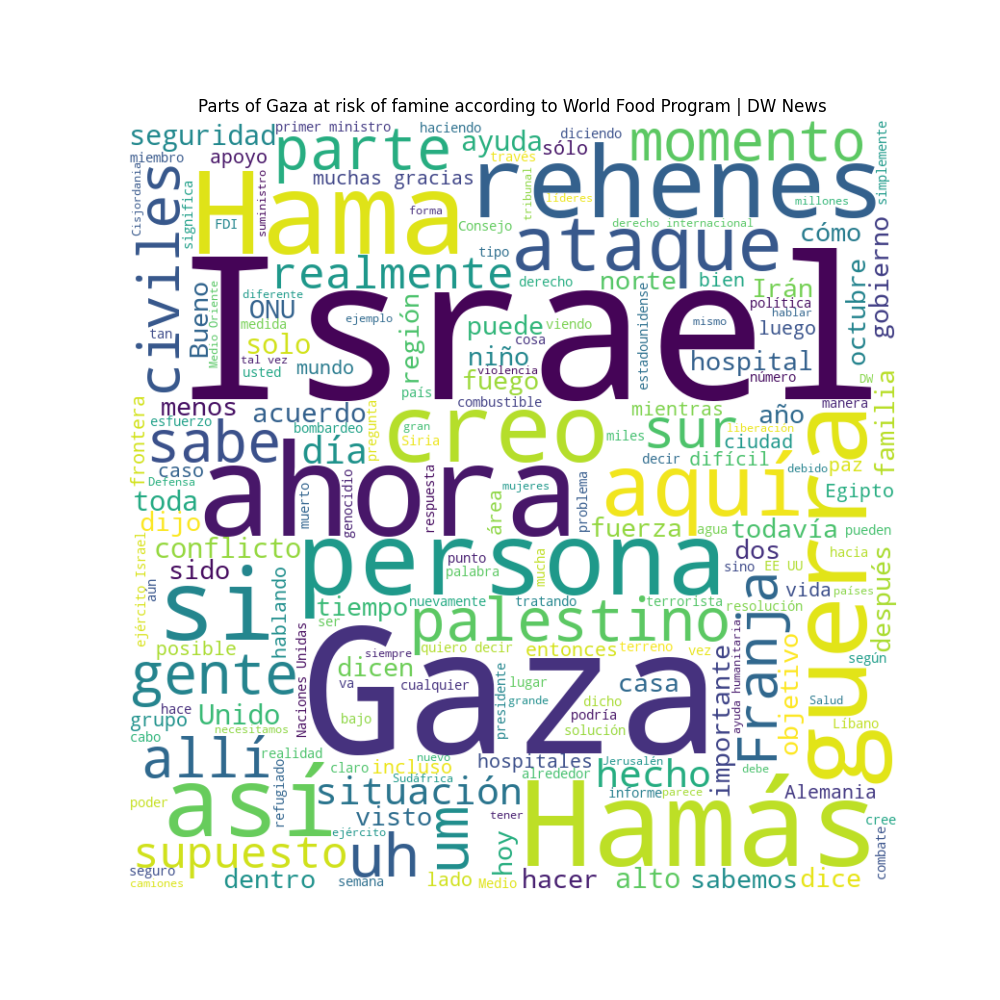 Parts of Gaza at risk of famine according to World Food Program | DW News
seguridad
primer ministro
haciendo
ayuda
diciendo
sólo
momento
simplemente
miembro
apoyo
parte
través
muchas gracias
rehenes
líderes
tribunal
millones
Cisjordania
civiles
significa
suministro
FDI
Hama
forma
Consejo
derecho internacional
cómo
gobierno
ataque
tipo
realmente
derecho
norte
bien
Irán
octubre
Bueno
Medio Oriente
diferente
ONU
ejemplo
medida
Israel
región
puede
viendo
estadounidense
mismo
política
hablar
luego
tan
solo
tal vez
usted
mundo
niño
cosa
violencia
fuego
país
hospital
número
DW
menos
acuerdo
combustible
creo
mientras
año
manera
familia
frontera
esfuerzo
bombardeo
pregunta
gran
Siria
miles
sur
liberación
ciudad
sabe
día
decir
difícil
debido
paz
guerra
caso
Defensa
toda
ahora
muerto
genocidio
respuesta
área
mujeres
problema
aquí
Egipto
dijo
fuerza
agua
todavía
pueden
conflicto
persona
punto
palabra
mucha
dos
sino
EE UU
hacia
sido
ejército Israel
aun
si
hablando
tiempo
nuevamente
tratando
terrorista
resolución
vida
países
después
ser
palestino
posible
Naciones Unidas
siempre
quiero decir
entonces
terreno
vez
ayuda humanitaria
importante
Franja
objetivo
según
gente
dicen
va
cualquier
Gaza
presidente
lugar
grande
dicho
casa
podría
Salud
Líbano
hace
grupo
Unido
bajo
solución
cabo
necesitamos
allí
realidad
claro
incluso
nuevo
Sudáfrica
hospitales
alrededor
Jerusalén
hecho
debe
refugiado
situación
informe
parece
Alemania
poder
así
visto
tener
Hamás
cree
ejército
um
hoy
combate
supuesto
uh
seguro
camiones
dentro
semana
lado
Medio
hacer
alto
sabemos
dice